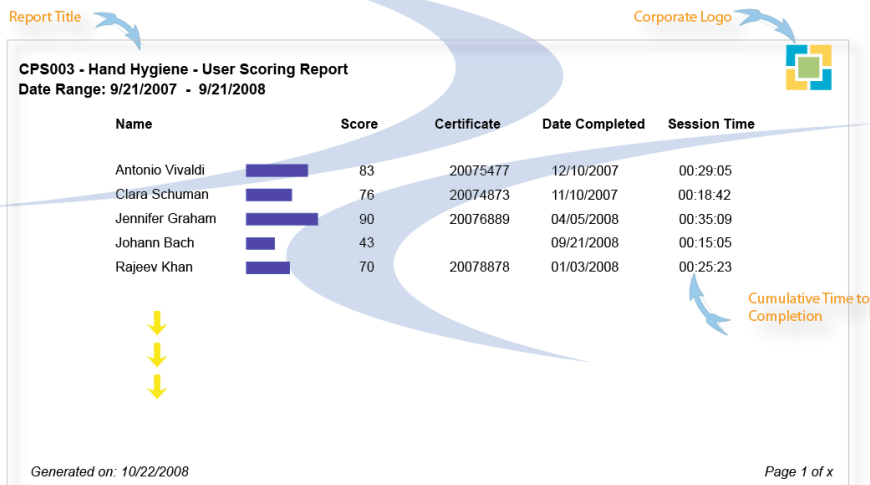 Report Title
Corporate Logo
CPS003 - Hand Hygiene - User Scoring Report
Date Range: 9/21/2007 - 9/21/2008
Name Score Certificate Date Completed Session Time
Antonio Vivaldi 83 20075477 12/10/2007 00:29:05
Clara Schuman 76 20074873 11/10/2007 00:18:42
Jennifer Graham 90 20076889 04/05/2008 00:35:09
Johann Bach 43 09/21/2008 00:15:05
Rajeev Khan 70 20078878 01/03/2008 00:25:23
Cumulative Time to
Completion
Generated on: 10/22/2008 Page 1 of x